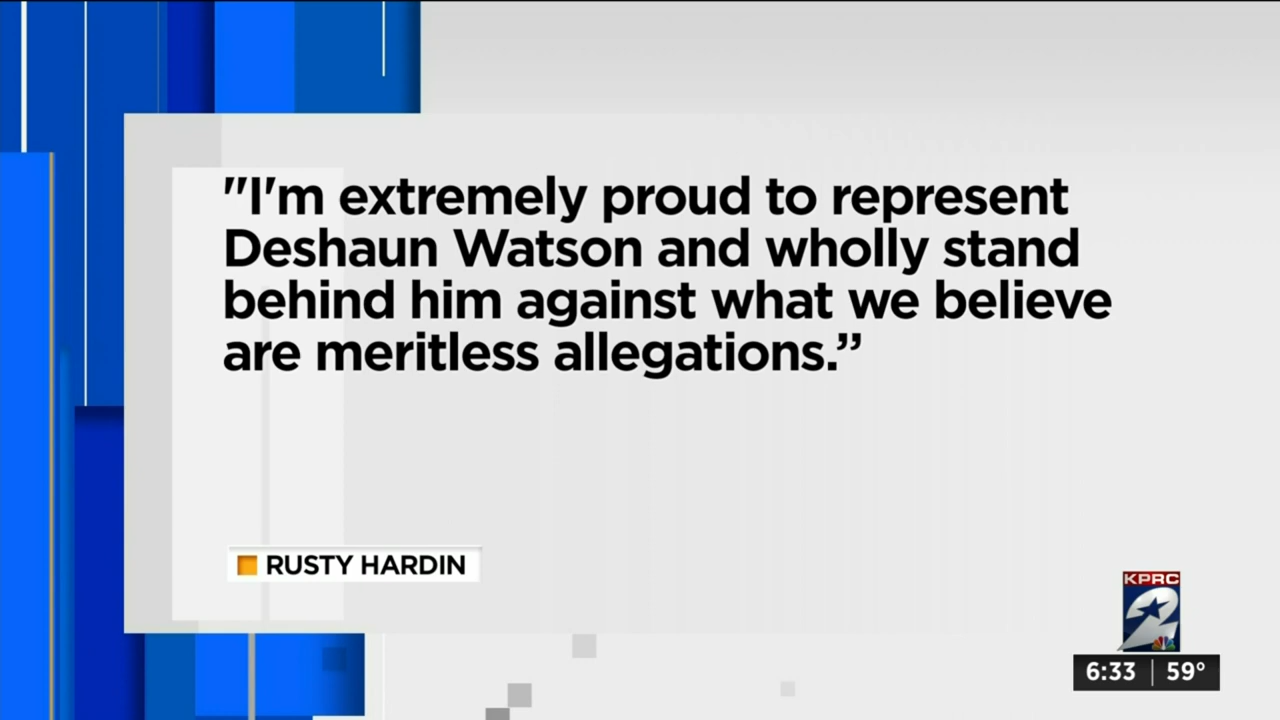 "I'm extremely proud to represent
Deshaun Watson and wholly stand
behind him against what we believe
are meritless allegations.”
RUSTY HARDIN
KPRC
2
6:33 | 59°